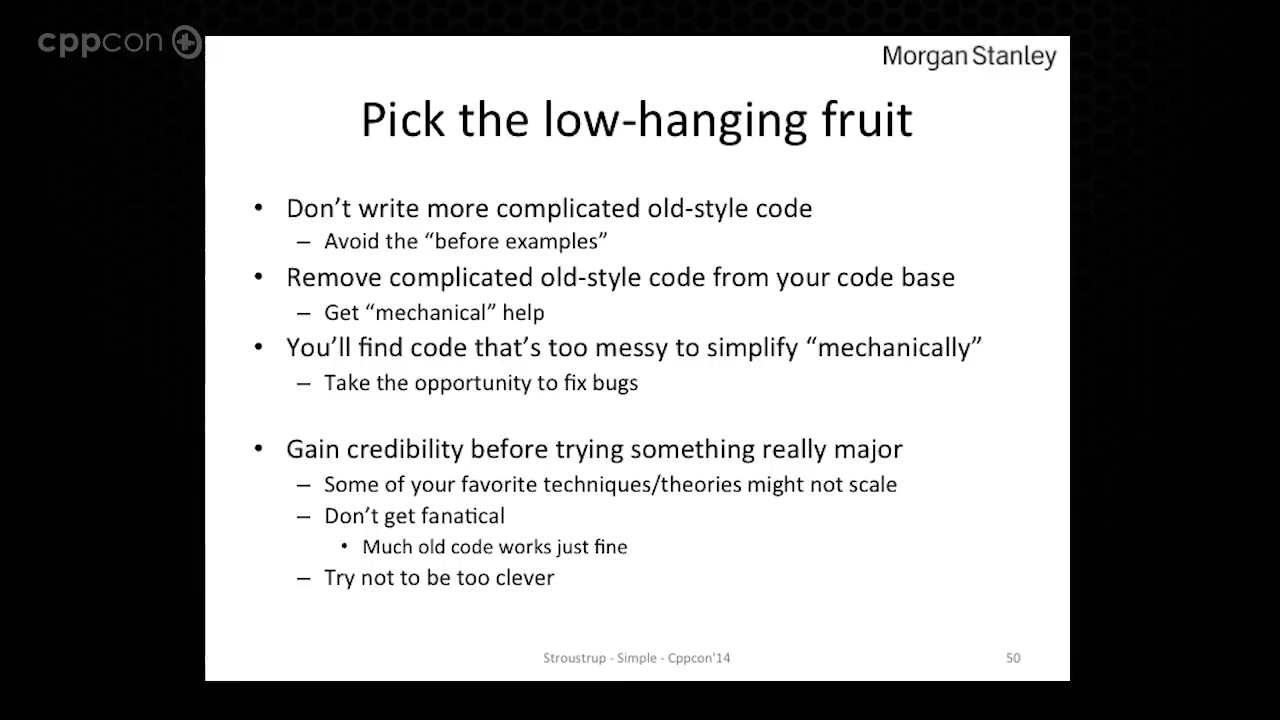 cppcon
Morgan Stanley
Pick the low-hanging fruit
• Don’t write more complicated old-style code
– Avoid the “before examples”
• Remove complicated old-style code from your code base
– Get “mechanical” help
• You’ll find code that’s too messy to simplify “mechanically”
– Take the opportunity to fix bugs
• Gain credibility before trying something really major
– Some of your favorite techniques/theories might not scale
– Don’t get fanatical
• Much old code works just fine
– Try not to be too clever
Stroustrup - Simple - Cppcon'14
50